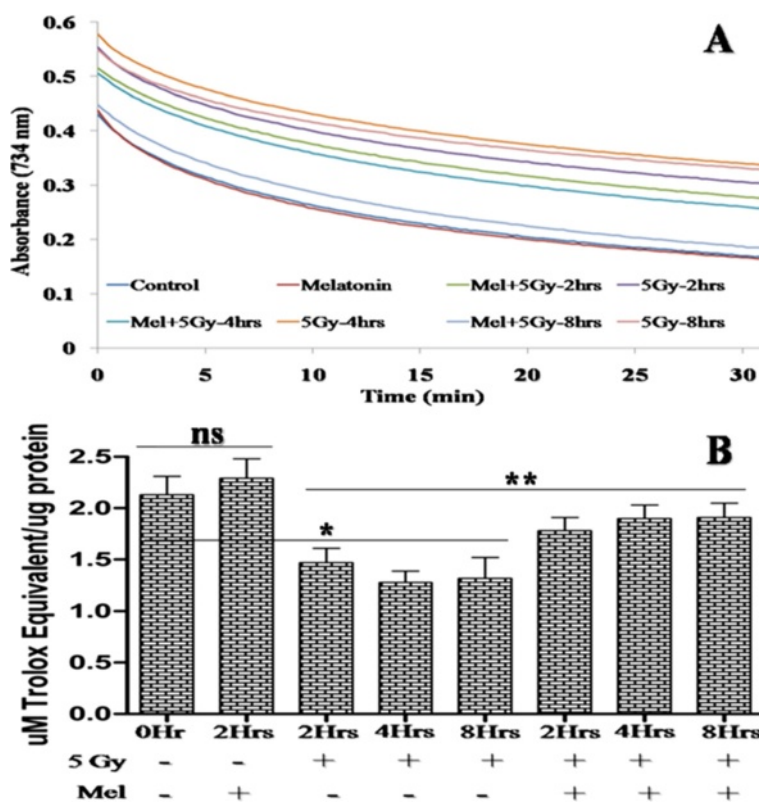 A
0.6
0.5
0.4
0.3
0.2
0.1
0
Absorbance (734 nm)
Control Melatonin Mel+5Gy-2hrs 5Gy-2hrs
Mel+5Gy-4hrs 5Gy-4hrs Mel+5Gy-8hrs 5Gy-8hrs
0 5 10 15 20 25 30
Time (min)
B
ns
**
*
2.5
2.0
1.5
1.0
0.5
0.0
uM Trolox Equivalent/ug protein
0Hr 2Hrs 2Hrs 4Hrs 8Hrs 2Hrs 4Hrs 8Hrs
5 Gy - - + + + + + +
Mel - + - - - + + +